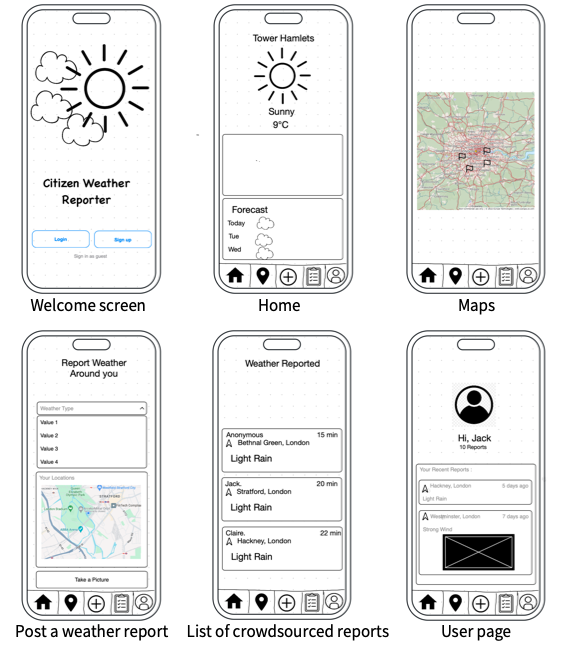 Citizen Weather
Reporter
Login
Sign up
Sign in as guest
Welcome screen
Tower Hamlets
Sunny
9°C
Forecast
Today
Tue
Wed
Home
Maps
Report Weather
Around you
Weather Type
Value 1
Value 2
Value 3
Value 4
Your Locations
STRATFORD
Take a Picture
Post a weather report
Weather Reported
Anonymous 15 min
Bethnal Green, London
Light Rain
Jack. 20 min
Stratford, London
Light Rain
Claire. 22 min
Hackney, London
Light Rain
List of crowdsourced reports
Hi, Jack
10 Reports
Your Recent Reports :
Hackney, London 5 days ago
Light Rain
Westminster, London 7 days ago
Strong Wind
User page